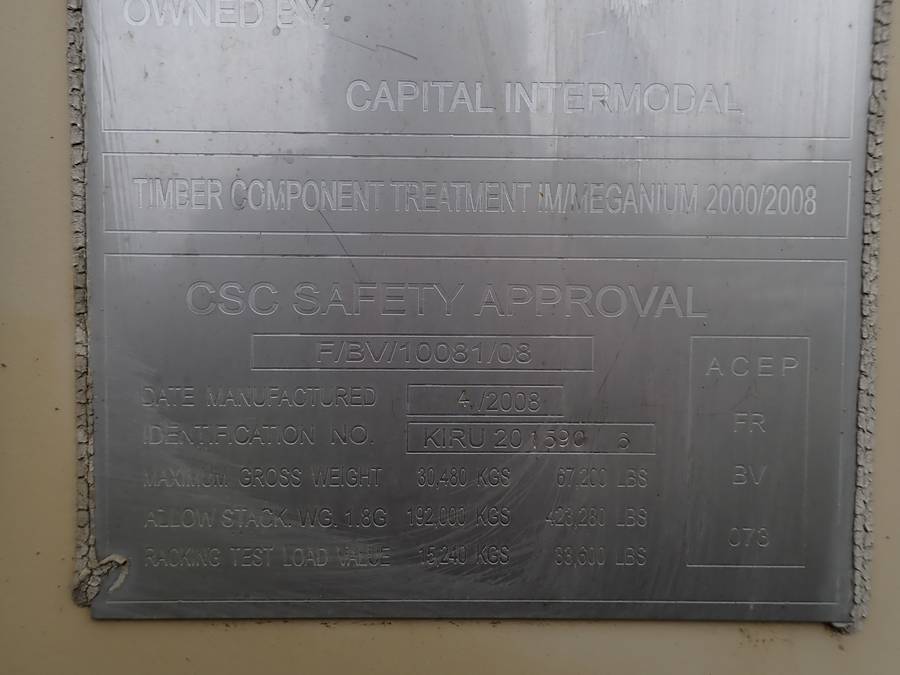 OWNED BY:
CAPITAL INTERMODAL
TIMBER COMPONENT TREATMENT IM/MEGANIUM 2000/2008
CSC SAFETY APPROVAL
F/BV/10081/08
DATE MANUFACTURED 4/2008
IDENTIFICATION NO. KIRU 201590 6
MAXIMUM GROSS WEIGHT 30,480 KGS 67,200 LBS
ALLOW STACK. WG. 1.8G 192,000 KGS 423,280 LBS
RACKING TEST LOAD VALUE 15,240 KGS 33,600 LBS
ACEP
FR
BV
073